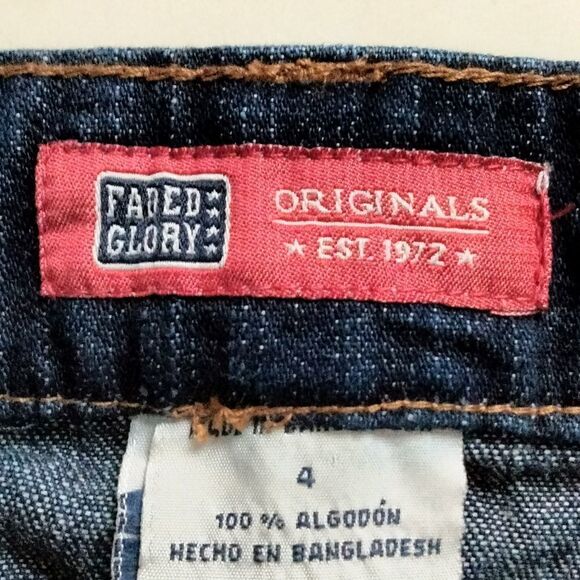 FADED
GLORY
ORIGINALS
★ EST. 1972 ★
4
100 % ALGODÓN
HECHO EN BANGLADESH